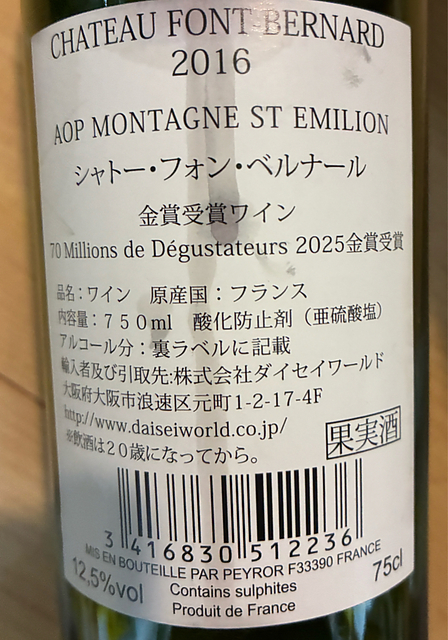 CHATEAU FONT-BERNARD
2016
AOP MONTAGNE ST EMILION
シャトー・フォン・ベルナール
金賞受賞ワイン
70 Millions de Dégustateurs 2025金賞受賞
品名：ワイン　原産国：フランス
内容量：７５０ml　酸化防止剤（亜硫酸塩）
アルコール分：裏ラベルに記載
輸入者及び引取先:株式会社ダイセイワールド
大阪府大阪市浪速区元町1-2-17-4F
http://www.daiseiworld.co.jp/
※飲酒は２０歳になってから。
果実酒
3 416830 512236
MIS EN BOUTEILLE PAR PEYROR F33390 FRANCE
12,5%vol
Contains sulphites
75cl
Produit de France